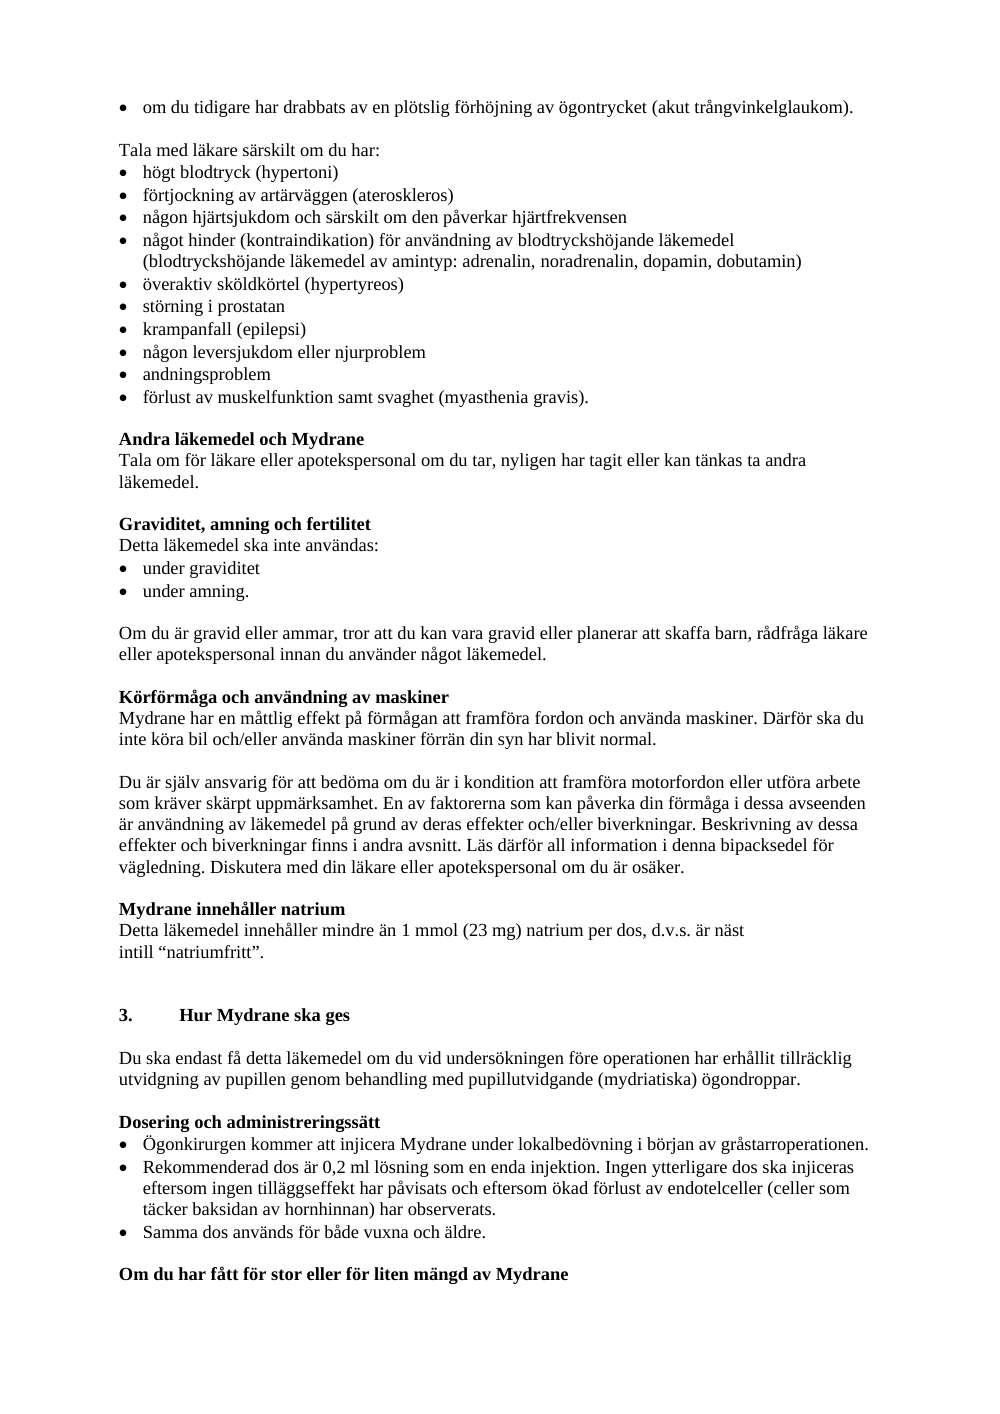 • om du tidigare har drabbats av en plötslig förhöjning av ögontrycket (akut trångvinkelglaukom).
Tala med läkare särskilt om du har:
• högt blodtryck (hypertoni)
• förtjockning av artärväggen (ateroskleros)
• någon hjärtsjukdom och särskilt om den påverkar hjärtfrekvensen
• något hinder (kontraindikation) för användning av blodtryckshöjande läkemedel
(blodtryckshöjande läkemedel av amintyp: adrenalin, noradrenalin, dopamin, dobutamin)
• överaktiv sköldkörtel (hypertyreos)
• störning i prostatan
• krampanfall (epilepsi)
• någon leversjukdom eller njurproblem
• andningsproblem
• förlust av muskelfunktion samt svaghet (myasthenia gravis).
Andra läkemedel och Mydrane
Tala om för läkare eller apotekspersonal om du tar, nyligen har tagit eller kan tänkas ta andra
läkemedel.
Graviditet, amning och fertilitet
Detta läkemedel ska inte användas:
• under graviditet
• under amning.
Om du är gravid eller ammar, tror att du kan vara gravid eller planerar att skaffa barn, rådfråga läkare
eller apotekspersonal innan du använder något läkemedel.
Körförmåga och användning av maskiner
Mydrane har en måttlig effekt på förmågan att framföra fordon och använda maskiner. Därför ska du
inte köra bil och/eller använda maskiner förrän din syn har blivit normal.
Du är själv ansvarig för att bedöma om du är i kondition att framföra motorfordon eller utföra arbete
som kräver skärpt uppmärksamhet. En av faktorerna som kan påverka din förmåga i dessa avseenden
är användning av läkemedel på grund av deras effekter och/eller biverkningar. Beskrivning av dessa
effekter och biverkningar finns i andra avsnitt. Läs därför all information i denna bipacksedel för
vägledning. Diskutera med din läkare eller apotekspersonal om du är osäker.
Mydrane innehåller natrium
Detta läkemedel innehåller mindre än 1 mmol (23 mg) natrium per dos, d.v.s. är näst
intill “natriumfritt”.
3. Hur Mydrane ska ges
Du ska endast få detta läkemedel om du vid undersökningen före operationen har erhållit tillräcklig
utvidgning av pupillen genom behandling med pupillutvidgande (mydriatiska) ögondroppar.
Dosering och administreringssätt
• Ögonkirurgen kommer att injicera Mydrane under lokalbedövning i början av gråstarroperationen.
• Rekommenderad dos är 0,2 ml lösning som en enda injektion. Ingen ytterligare dos ska injiceras
eftersom ingen tilläggseffekt har påvisats och eftersom ökad förlust av endotelceller (celler som
täcker baksidan av hornhinnan) har observerats.
• Samma dos används för både vuxna och äldre.
Om du har fått för stor eller för liten mängd av Mydrane